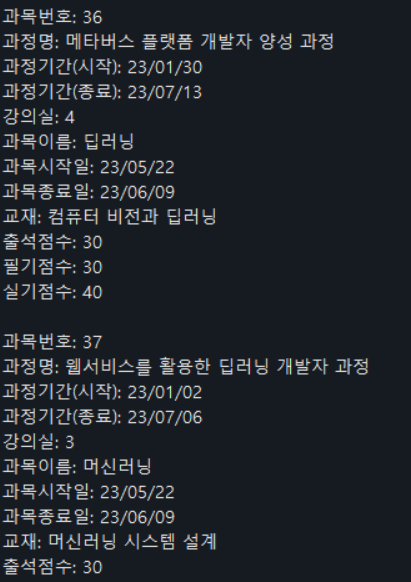 과목번호: 36
과정명: 메타버스 플랫폼 개발자 양성 과정
과정기간(시작): 23/01/30
과정기간(종료): 23/07/13
강의실: 4
과목이름: 딥러닝
과목시작일: 23/05/22
과목종료일: 23/06/09
교재: 컴퓨터 비전과 딥러닝
출석점수: 30
필기점수: 30
실기점수: 40

과목번호: 37
과정명: 웹서비스를 활용한 딥러닝 개발자 과정
과정기간(시작): 23/01/02
과정기간(종료): 23/07/06
강의실: 3
과목이름: 머신러닝
과목시작일: 23/05/22
과목종료일: 23/06/09
교재: 머신러닝 시스템 설계
출석점수: 30